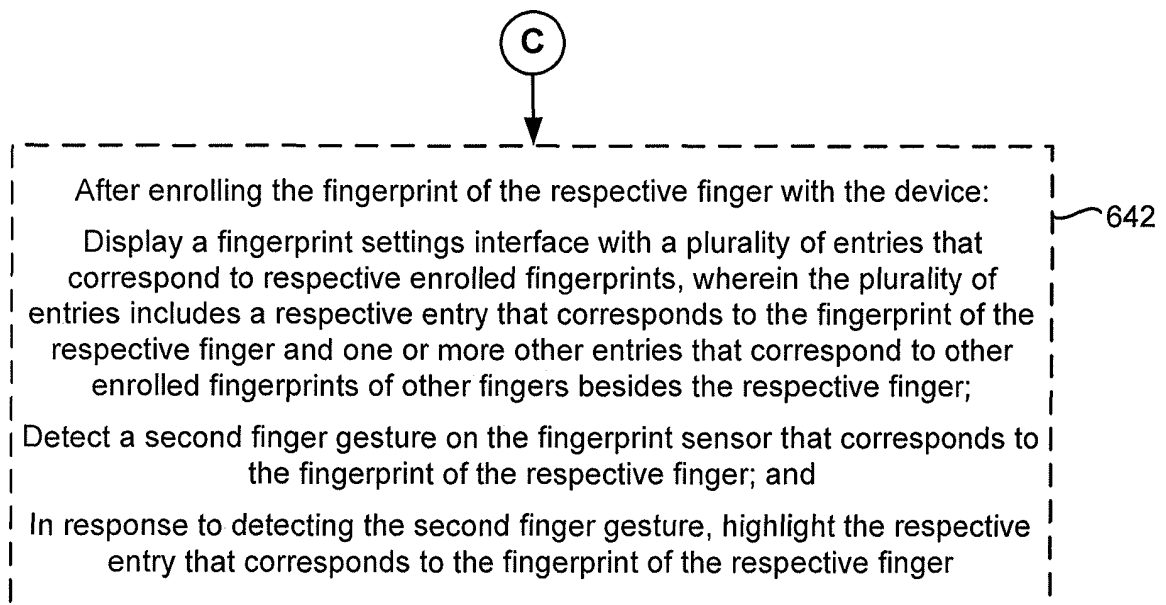 C
After enrolling the fingerprint of the respective finger with the device:
642
Display a fingerprint settings interface with a plurality of entries that
correspond to respective enrolled fingerprints, wherein the plurality of
entries includes a respective entry that corresponds to the fingerprint of the
respective finger and one or more other entries that correspond to other
enrolled fingerprints of other fingers besides the respective finger;
Detect a second finger gesture on the fingerprint sensor that corresponds to
the fingerprint of the respective finger; and
In response to detecting the second finger gesture, highlight the respective
entry that corresponds to the fingerprint of the respective finger